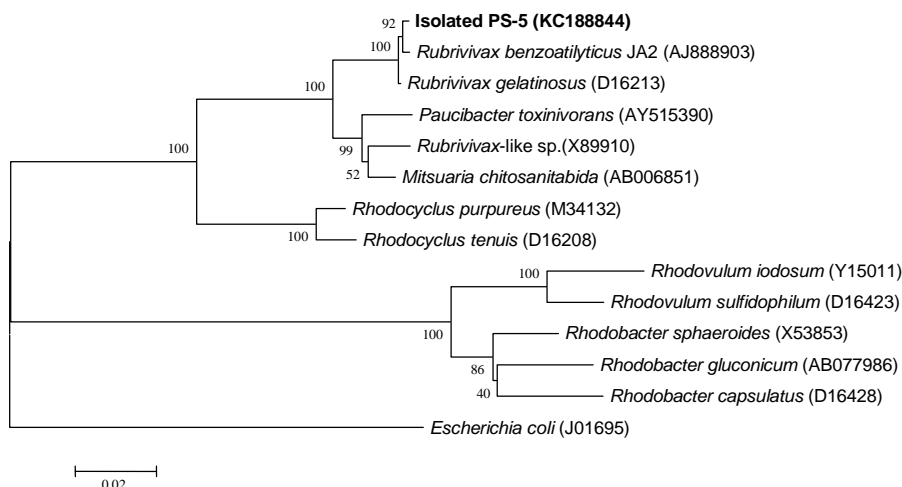 92
Isolated PS-5 (KC188844)
100
Rubrivivax benzoatilyticus JA2 (AJ888903)
Rubrivivax gelatinosus (D16213)
100
Paucibacter toxinivorans (AY515390)
99
Rubrivivax-like sp.(X89910)
52
Mitsuaria chitosanitabida (AB006851)
100
Rhodocyclus purpureus (M34132)
100
Rhodocyclus tenuis (D16208)
100
Rhodovulum iodosum (Y15011)
Rhodovulum sulfidophilum (D16423)
100
Rhodobacter sphaeroides (X53853)
86
Rhodobacter gluconicum (AB077986)
40
Rhodobacter capsulatus (D16428)
Escherichia coli (J01695)
0.02